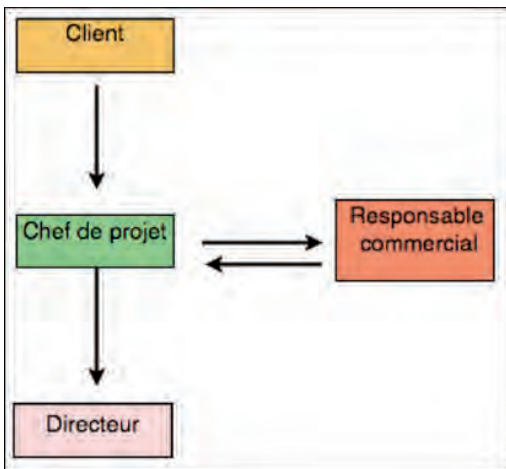 Client
Chef de projet
Responsable
commercial
Directeur